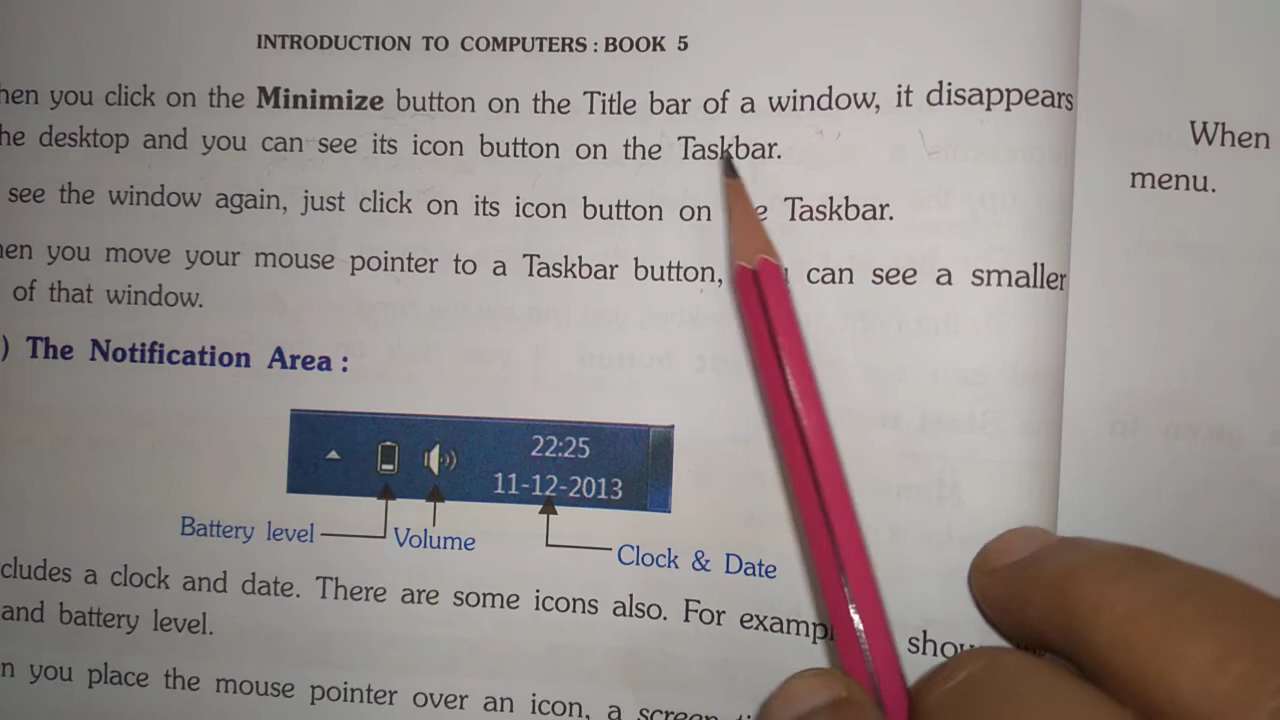 INTRODUCTION TO COMPUTERS : BOOK 5
hen you click on the Minimize button on the Title bar of a window, it disappears
he desktop and you can see its icon button on the Taskbar.
see the window again, just click on its icon button on e Taskbar.
hen you move your mouse pointer to a Taskbar button, can see a smaller
of that window.
) The Notification Area :
22:25
11-12-2013
Battery level
Volume
Clock & Date
cludes a clock and date. There are some icons also. For examp
and battery level.
n you place the mouse pointer over an icon, a screen
When
menu.